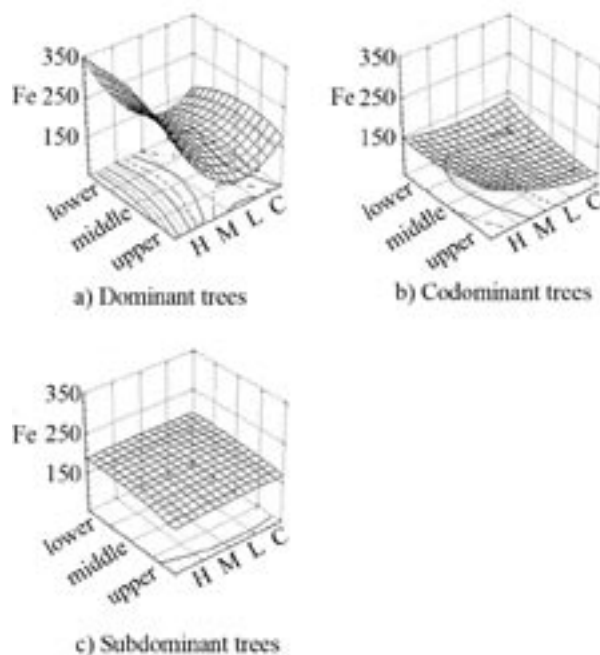 350
Fe 250
150
lower
middle
upper
H M L C
a) Dominant trees
350
Fe 250
150
lower
middle
upper
H M L C
b) Codominant trees
350
Fe 250
150
lower
middle
upper
H M L C
c) Subdominant trees